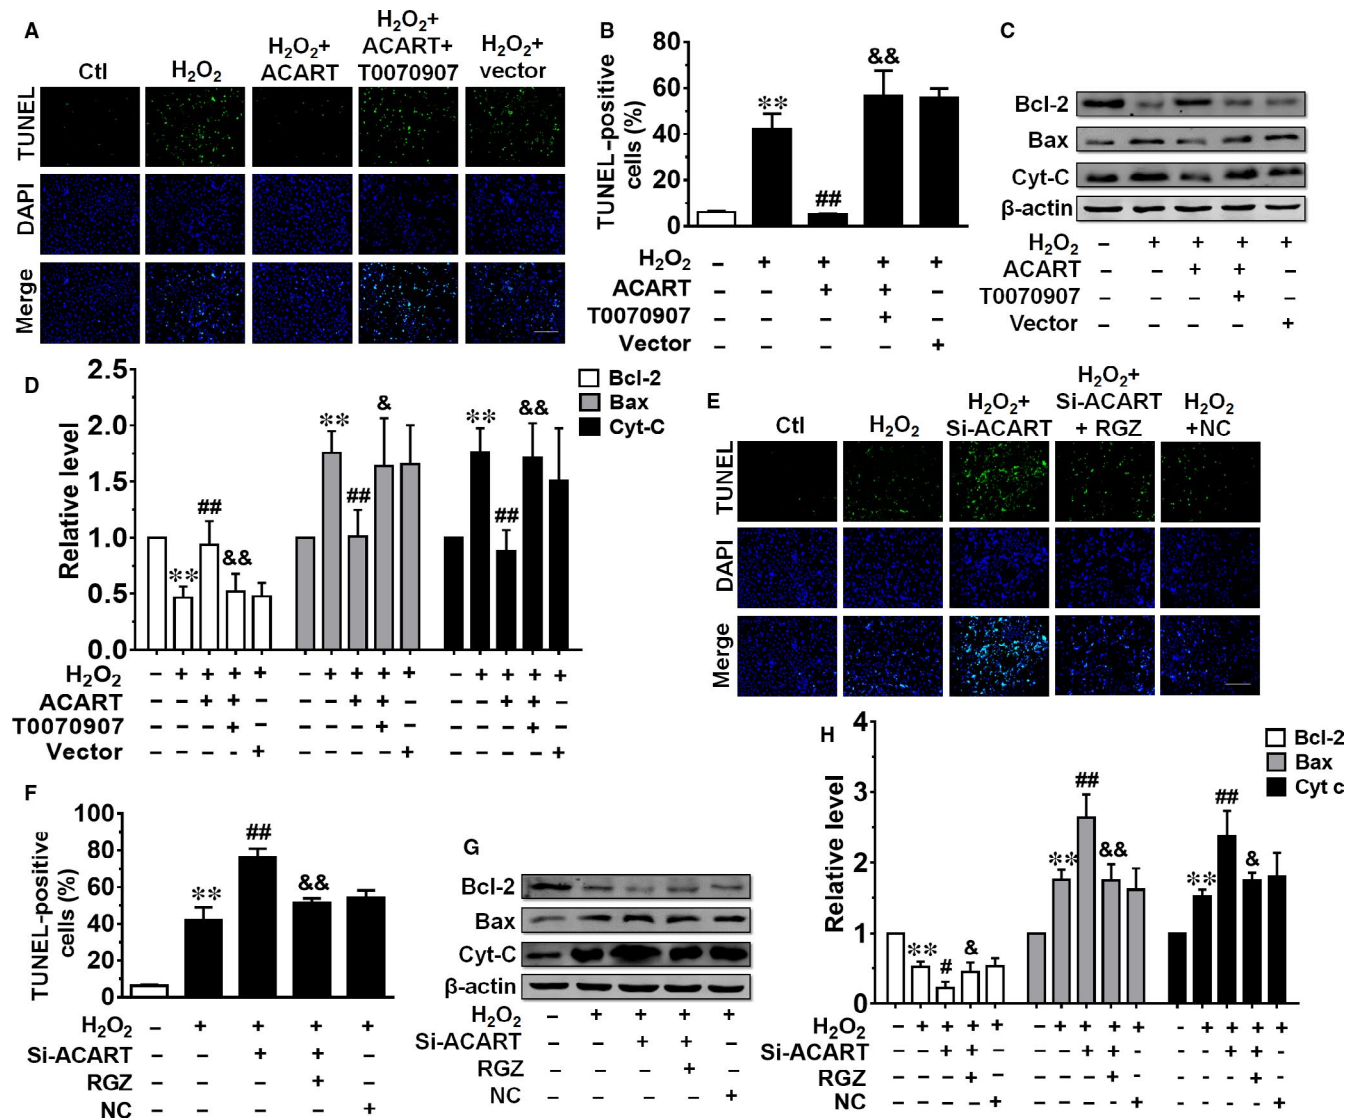 A
Ctl
H₂O₂
H₂O₂+
ACART
H₂O₂+
ACART+
T0070907
H₂O₂+
vector
TUNEL
DAPI
Merge
B
TUNEL-positive
cells (%)
80
60
40
20
0
**
##
&&
H₂O₂ – + + + +
ACART – – + + –
T0070907 – – – + –
Vector – – – – +
C
Bcl-2
Bax
Cyt-C
β-actin
H₂O₂ – + + + +
ACART – – + + –
T0070907 – – – + –
Vector – – – – +
D
Relative level
2.5
2.0
1.5
1.0
0.5
0.0
Bcl-2
Bax
Cyt-C
** ## && ** ## & ** ## &&
H₂O₂ – + + + + – + + + + – + + + +
ACART – – + + – – – + + – – – + + –
T0070907 – – – + – – – – + – – – – + –
Vector – – – – + – – – – + – – – – +
E
Ctl
H₂O₂
H₂O₂+
Si-ACART
H₂O₂+
Si-ACART
+ RGZ
H₂O₂
+NC
TUNEL
DAPI
Merge
F
TUNEL-positive
cells (%)
100
80
60
40
20
0
**
##
&&
H₂O₂ – + + + +
Si-ACART – – + + –
RGZ – – – + –
NC – – – – +
G
Bcl-2
Bax
Cyt-C
β-actin
H₂O₂ – + + + +
Si-ACART – – + + –
RGZ – – – + –
NC – – – – +
H
Relative level
4
3
2
1
0
Bcl-2
Bax
Cyt c
** # & ** ## && ** ## &
H₂O₂ – + + + + – + + + + - + + + +
Si-ACART – – + + – – – + + - - - + + -
RGZ – – – + – – – – + - - - - + -
NC – – – – + – – – – + - - - - +